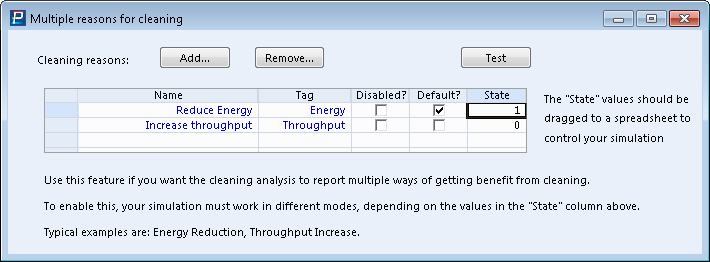 Multiple reasons for cleaning
Cleaning reasons: Add... Remove... Test
Name Tag Disabled? Default? State
Reduce Energy Energy 1
Increase throughput Throughput 0
The "State" values should be
dragged to a spreadsheet to
control your simulation
Use this feature if you want the cleaning analysis to report multiple ways of getting benefit from cleaning.
To enable this, your simulation must work in different modes, depending on the values in the "State" column above.
Typical examples are: Energy Reduction, Throughput Increase.